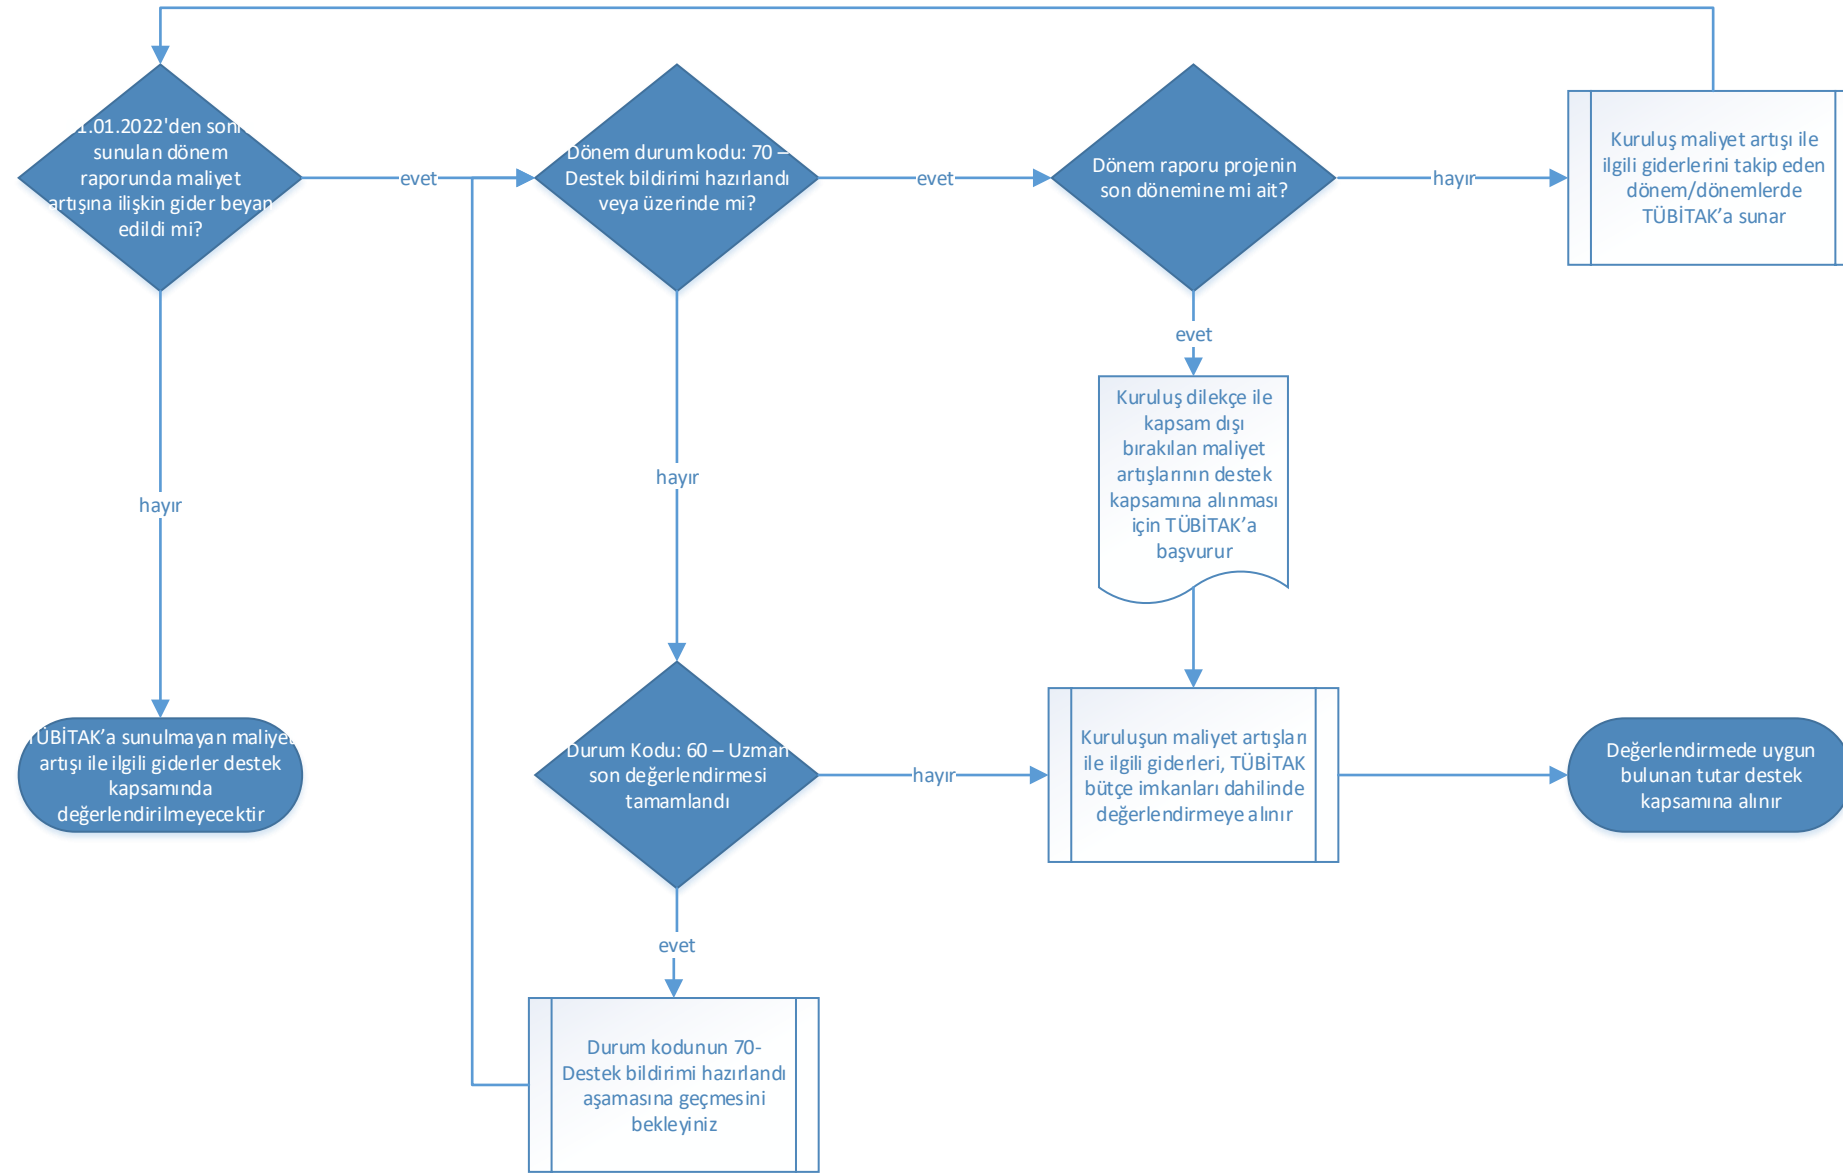 1.01.2022'den sonra
sunulan dönem
raporunda maliyet
artışına ilişkin gider beyan
edildi mi?
evet
Dönem durum kodu: 70 –
Destek bildirimi hazırlandı
veya üzerinde mi?
evet
Dönem raporu projenin
son dönemine mi ait?
hayır
Kuruluş maliyet artışı ile
ilgili giderlerini takip eden
dönem/dönemlerde
TÜBİTAK’a sunar
evet
Kuruluş dilekçe ile
kapsam dışı
bırakılan maliyet
artışlarının destek
kapsamına alınması
için TÜBİTAK’a
başvurur
hayır
hayır
TÜBİTAK’a sunulmayan maliyet
artışı ile ilgili giderler destek
kapsamında
değerlendirilmeyecektir
Durum Kodu: 60 – Uzman
son değerlendirmesi
tamamlandı
hayır
Kuruluşun maliyet artışları
ile ilgili giderleri, TÜBİTAK
bütçe imkanları dahilinde
değerlendirmeye alınır
Değerlendirmede uygun
bulunan tutar destek
kapsamına alınır
evet
Durum kodunun 70-
Destek bildirimi hazırlandı
aşamasına geçmesini
bekleyiniz